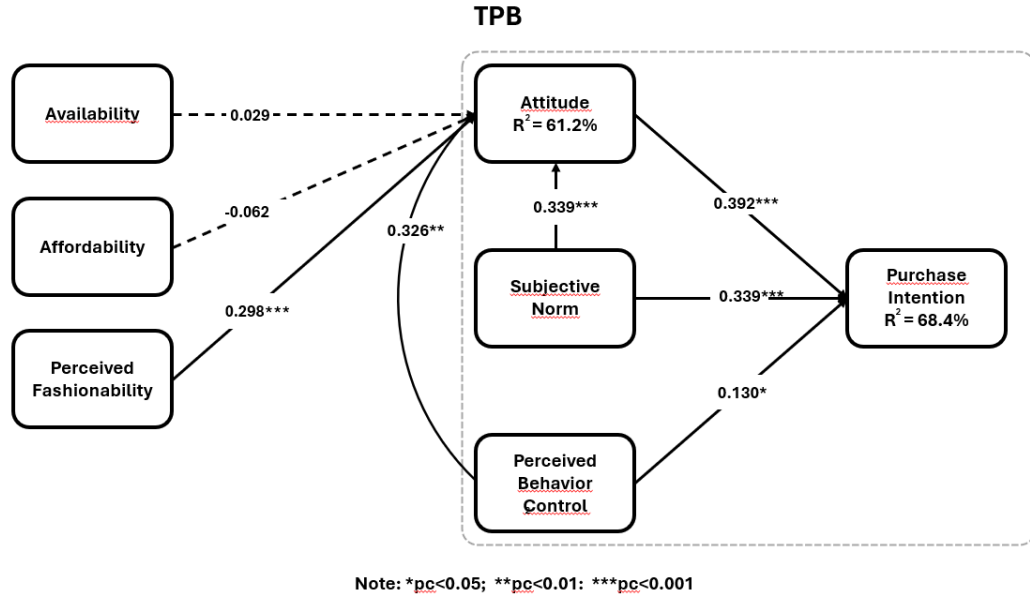 TPB
Availability
0.029
Attitude
R² = 61.2%
Affordability
-0.062
0.326**
0.339***
0.392***
Perceived
Fashionability
0.298***
Subjective
Norm
0.339***
Purchase
Intention
R² = 68.4%
0.130*
Perceived
Behavior
Control
Note: *pc<0.05;  **pc<0.01:  ***pc<0.001